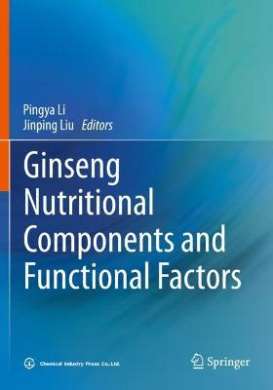 Pingya Li
Jinping Liu Editors
Ginseng
Nutritional
Components and
Functional Factors
Chemical Industry Press Co.,Ltd.
Springer